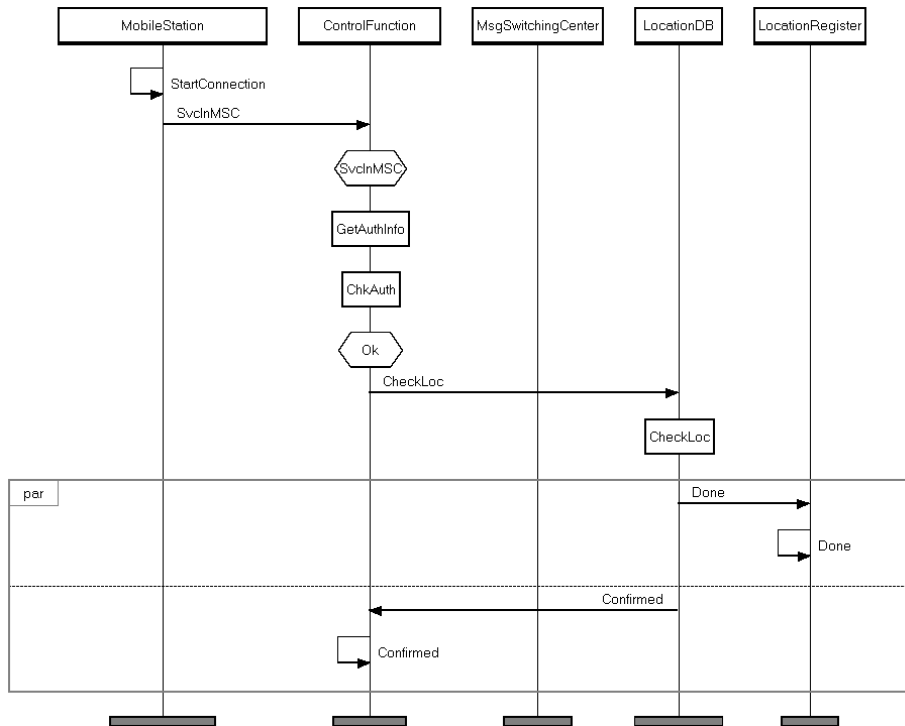 MobileStation
ControlFunction
MsgSwitchingCenter
LocationDB
LocationRegister
StartConnection
SvcInMSC
SvcInMSC
GetAuthInfo
ChkAuth
Ok
CheckLoc
CheckLoc
par
Done
Done
Confirmed
Confirmed